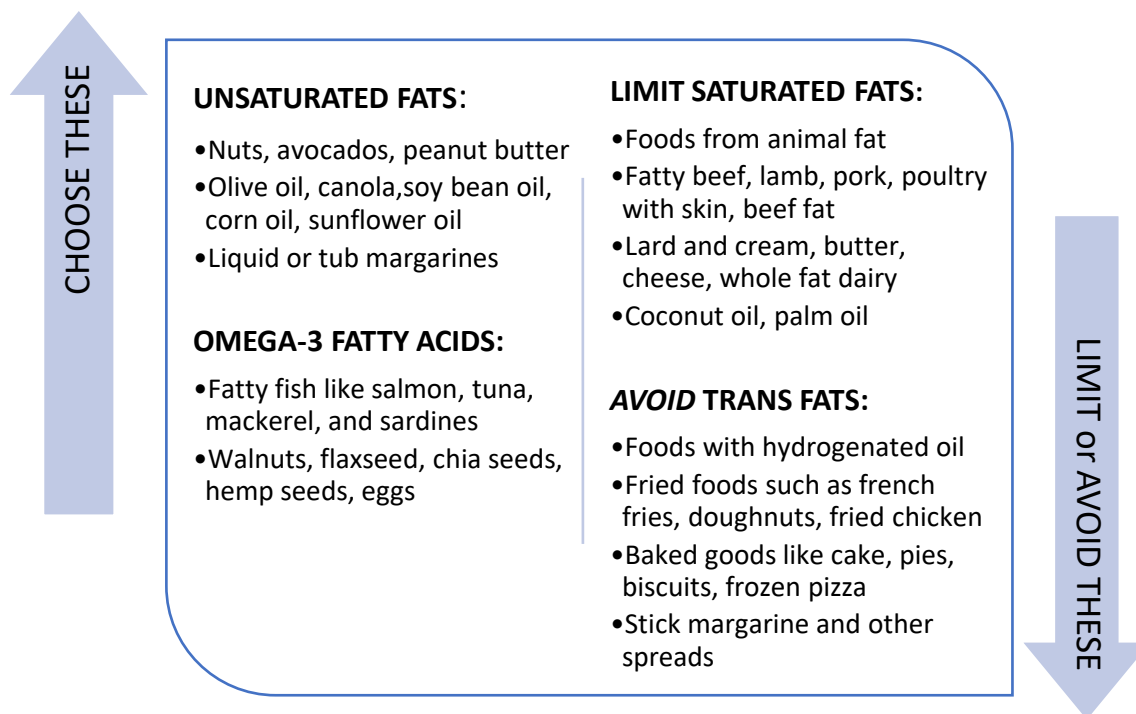 CHOOSE THESE
UNSATURATED FATS:
•Nuts, avocados, peanut butter
•Olive oil, canola,soy bean oil,
corn oil, sunflower oil
•Liquid or tub margarines
OMEGA-3 FATTY ACIDS:
•Fatty fish like salmon, tuna,
mackerel, and sardines
•Walnuts, flaxseed, chia seeds,
hemp seeds, eggs
LIMIT SATURATED FATS:
•Foods from animal fat
•Fatty beef, lamb, pork, poultry
with skin, beef fat
•Lard and cream, butter,
cheese, whole fat dairy
•Coconut oil, palm oil
AVOID TRANS FATS:
•Foods with hydrogenated oil
•Fried foods such as french
fries, doughnuts, fried chicken
•Baked goods like cake, pies,
biscuits, frozen pizza
•Stick margarine and other
spreads
LIMIT or AVOID THESE